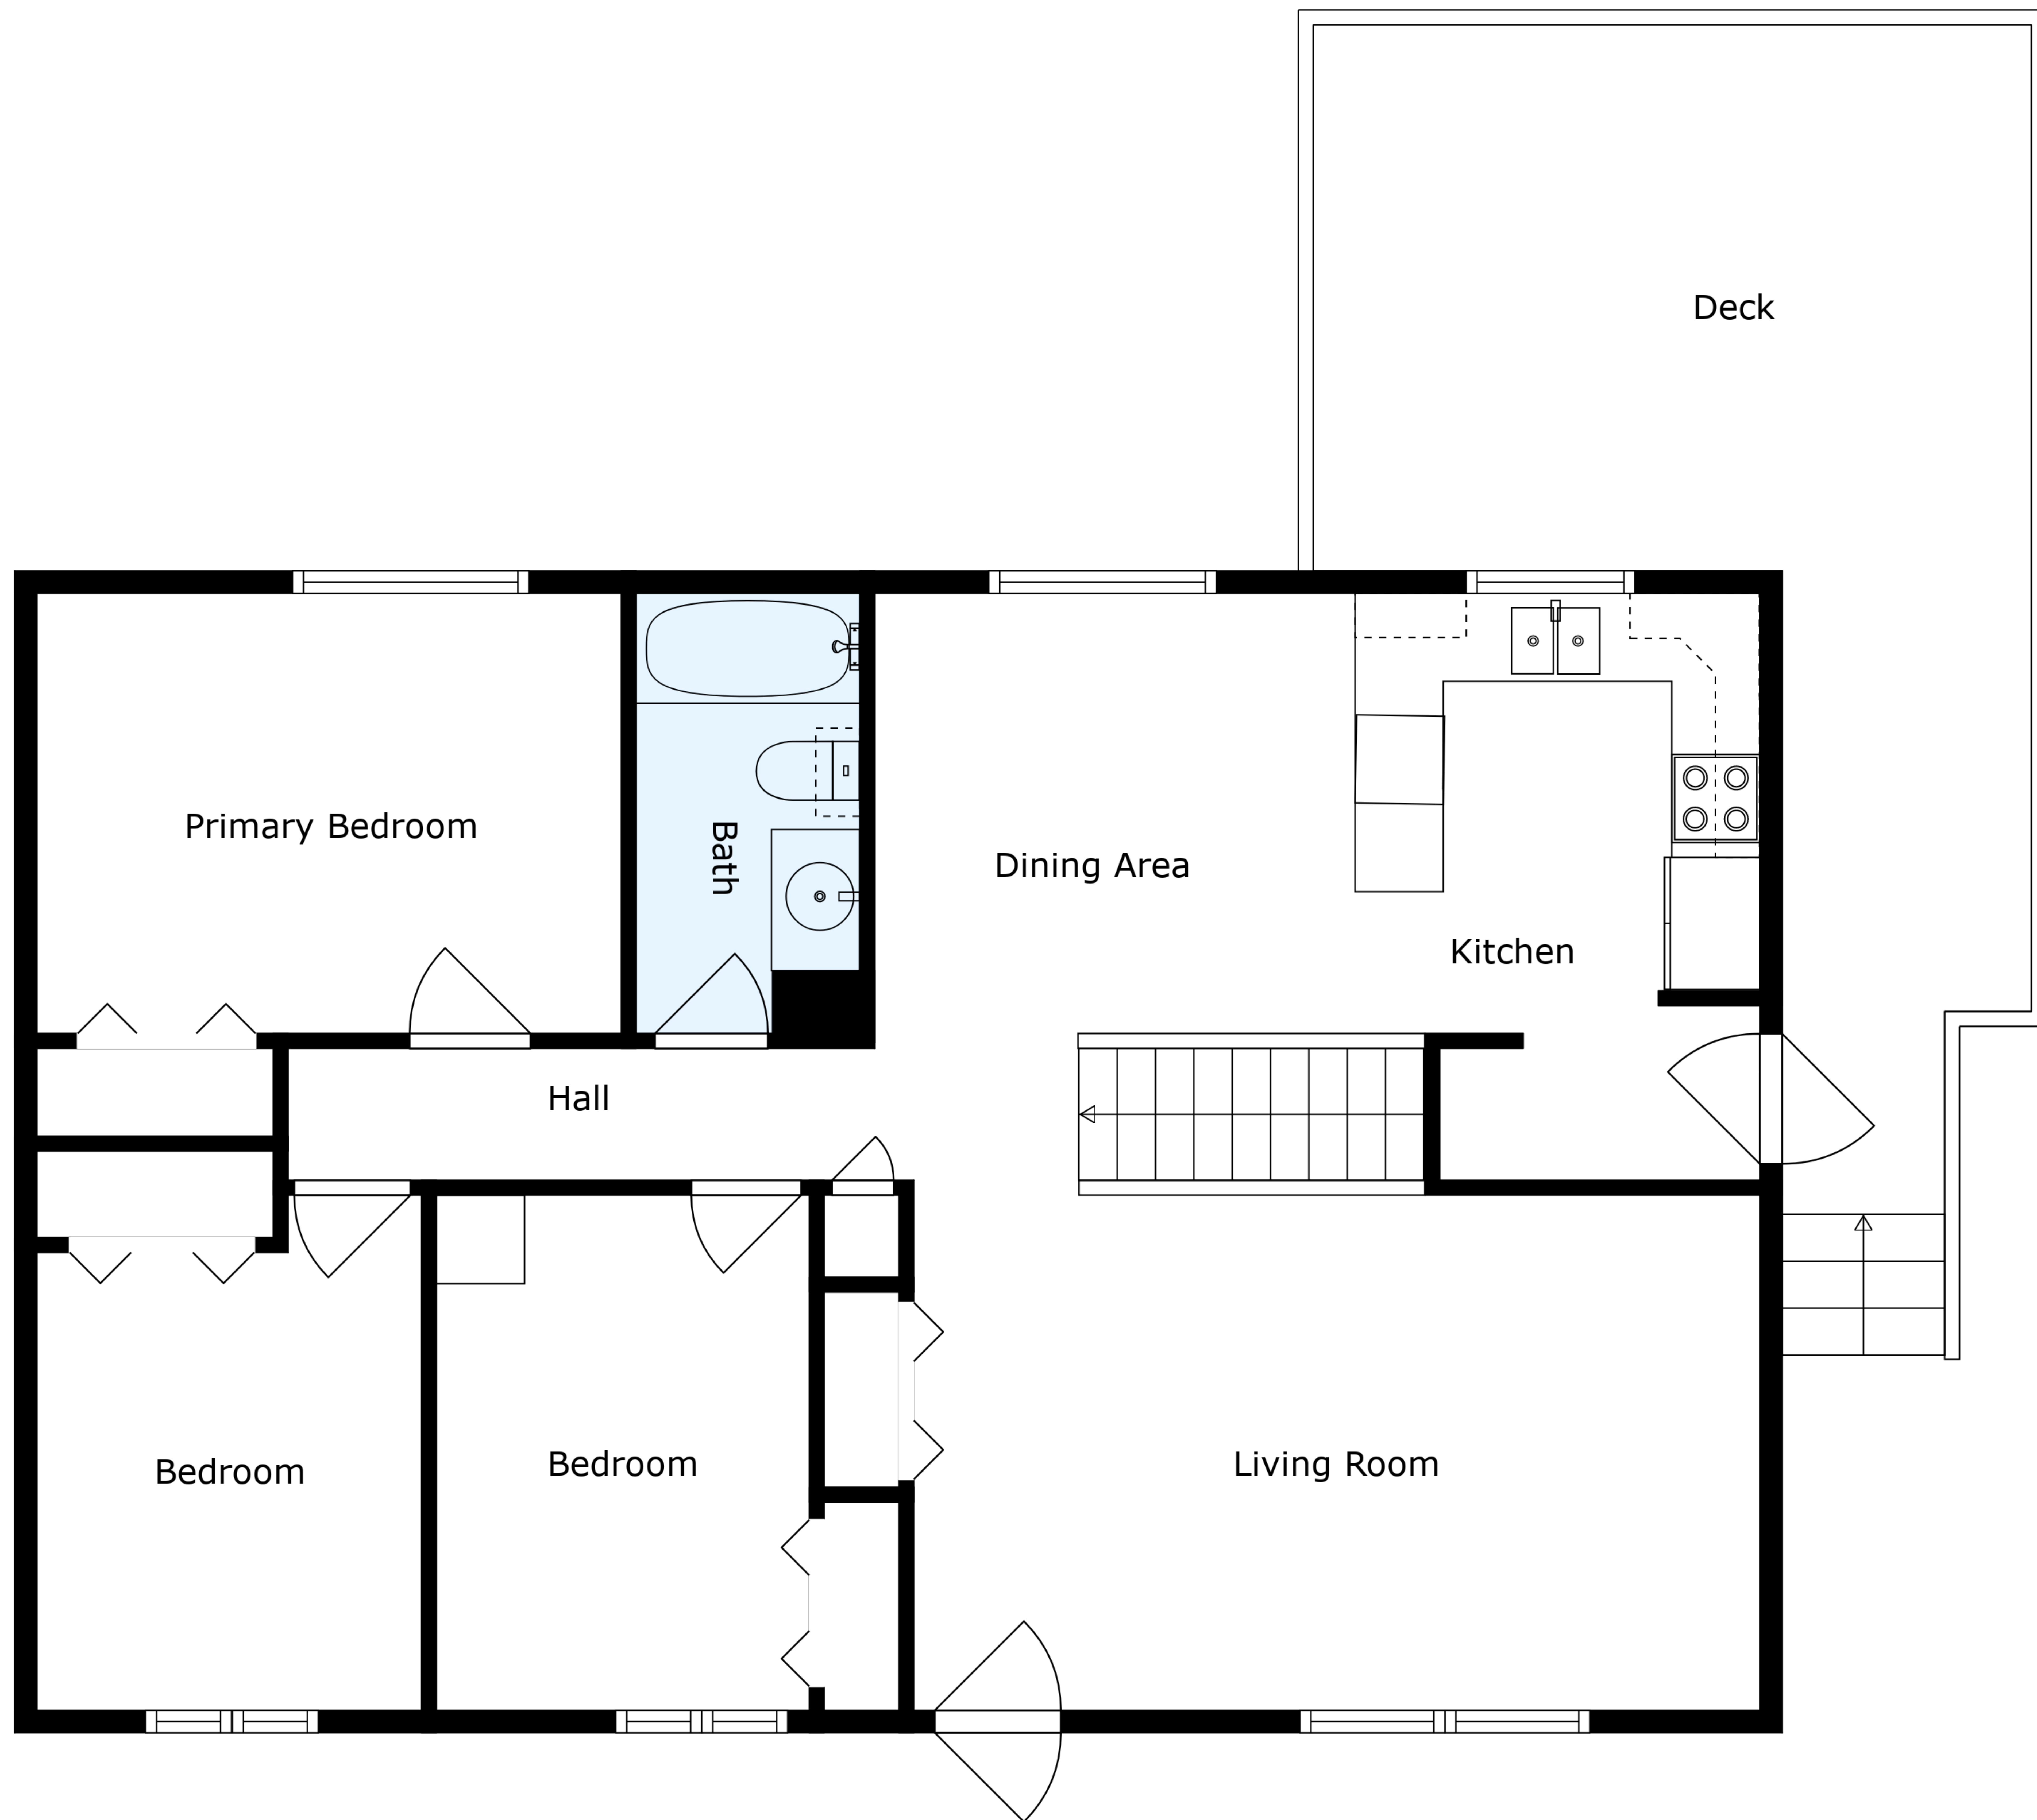 Deck
Primary Bedroom
Bath
Dining Area
Kitchen
Hall
Bedroom
Bedroom
Living Room